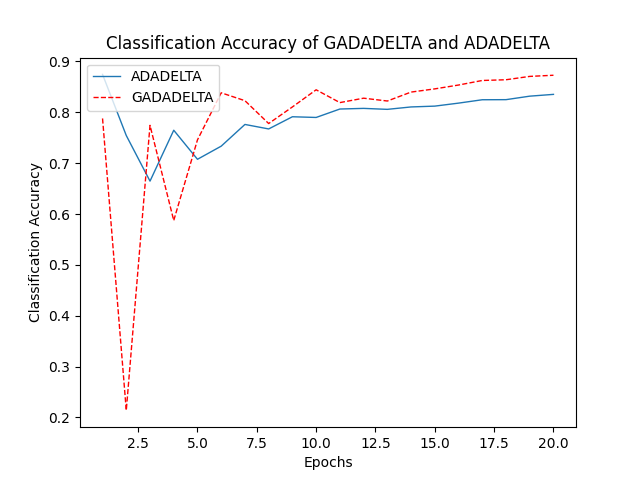 Classification Accuracy of GADADELTA and ADADELTA
ADADELTA
GADADELTA
Classification Accuracy
0.9
0.8
0.7
0.6
0.5
0.4
0.3
0.2
2.5 5.0 7.5 10.0 12.5 15.0 17.5 20.0
Epochs